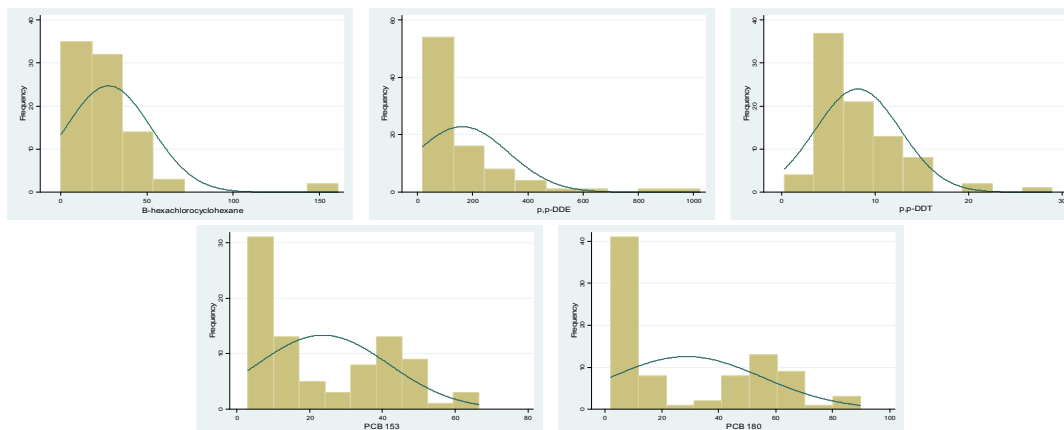 Frequency
0 10 20 30 40
0 50 100 150
B-hexachlorocyclohexane
Frequency
0 20 40 60
0 200 400 600 800 1000
p,p-DDE
Frequency
0 10 20 30 40
0 10 20 30
p,p-DDT
Frequency
0 10 20 30
0 20 40 60 80
PCB 153
Frequency
0 10 20 30 40
0 20 40 60 80 100
PCB 180